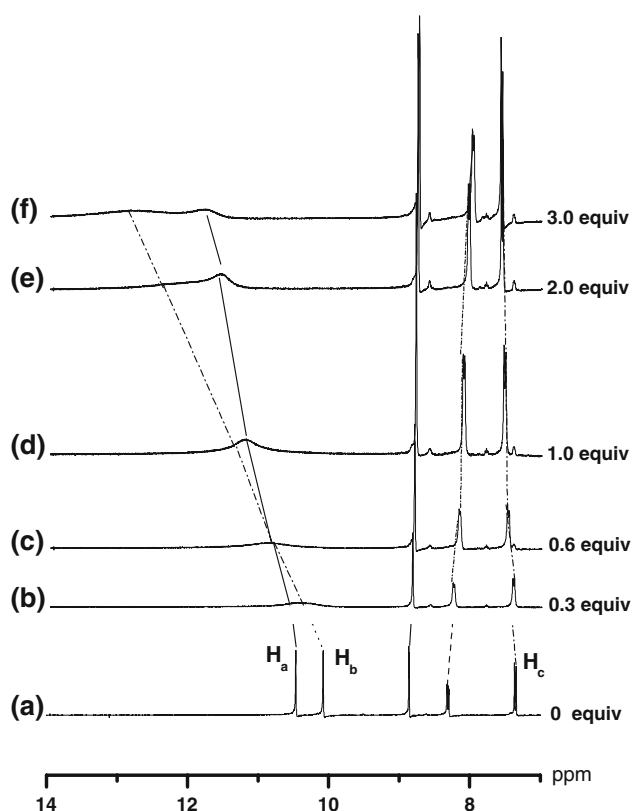 (f) 3.0 equiv
(e) 2.0 equiv
(d) 1.0 equiv
(c) 0.6 equiv
(b) 0.3 equiv
Ha Hb Hc
(a) 0 equiv
ppm
14 12 10 8